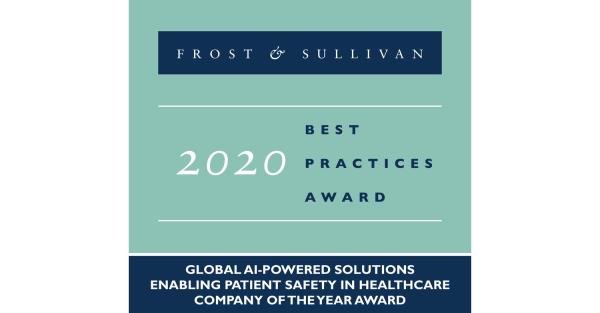 FROST & SULLIVAN
2020
BEST
PRACTICES
AWARD
GLOBAL AI-POWERED SOLUTIONS
ENABLING PATIENT SAFETY IN HEALTHCARE
COMPANY OF THE YEAR AWARD